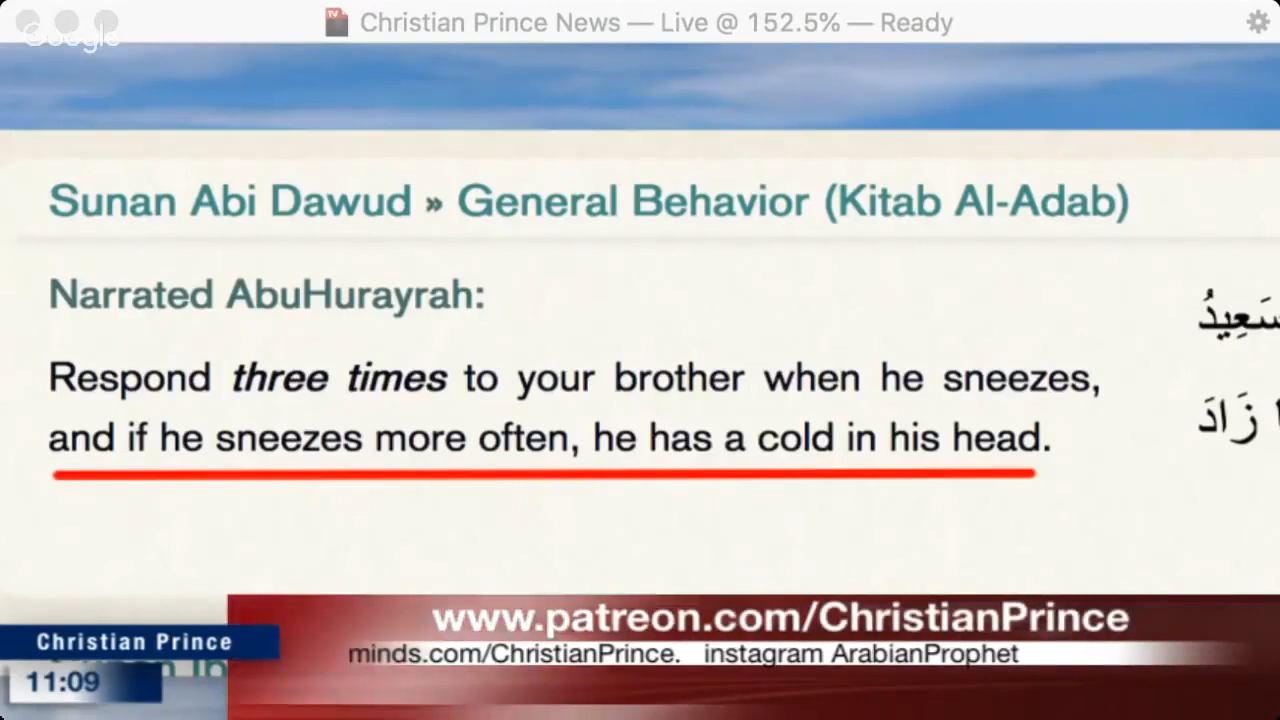 Google
Christian Prince News — Live @ 152.5% — Ready
Sunan Abi Dawud » General Behavior (Kitab Al-Adab)
Narrated AbuHurayrah:
Respond three times to your brother when he sneezes,
and if he sneezes more often, he has a cold in his head.
زَادَ
www.patreon.com/ChristianPrince
Christian Prince
minds.com/ChristianPrince. instagram ArabianProphet
11:09